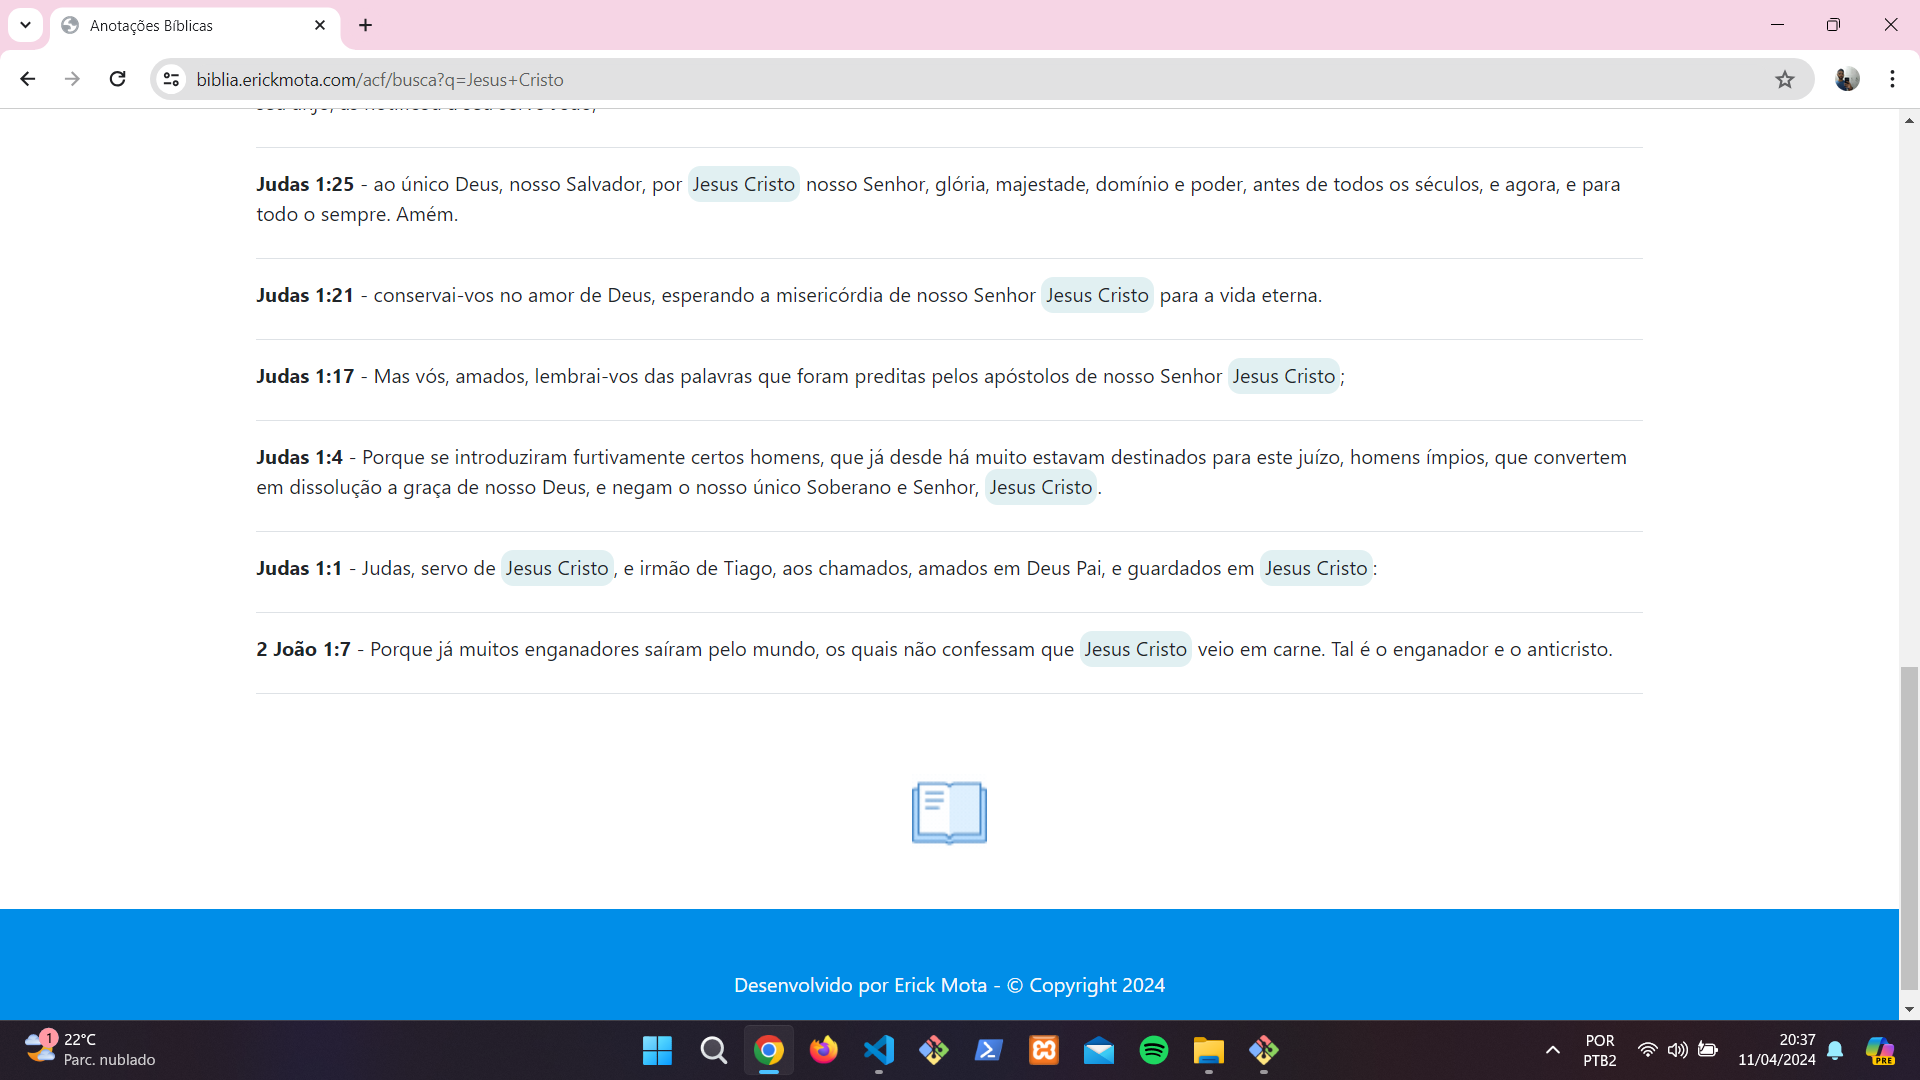 Anotações Bíblicas
biblia.erickmota.com/acf/busca?q=Jesus+Cristo
Judas 1:25 - ao único Deus, nosso Salvador, por Jesus Cristo nosso Senhor, glória, majestade, domínio e poder, antes de todos os séculos, e agora, e para
todo o sempre. Amém.
Judas 1:21 - conservai-vos no amor de Deus, esperando a misericórdia de nosso Senhor Jesus Cristo para a vida eterna.
Judas 1:17 - Mas vós, amados, lembrai-vos das palavras que foram preditas pelos apóstolos de nosso Senhor Jesus Cristo;
Judas 1:4 - Porque se introduziram furtivamente certos homens, que já desde há muito estavam destinados para este juízo, homens ímpios, que convertem
em dissolução a graça de nosso Deus, e negam o nosso único Soberano e Senhor, Jesus Cristo.
Judas 1:1 - Judas, servo de Jesus Cristo, e irmão de Tiago, aos chamados, amados em Deus Pai, e guardados em Jesus Cristo:
2 João 1:7 - Porque já muitos enganadores saíram pelo mundo, os quais não confessam que Jesus Cristo veio em carne. Tal é o enganador e o anticristo.
Desenvolvido por Erick Mota - © Copyright 2024
1
22°C
Parc. nublado
POR
PTB2
20:37
11/04/2024
PRE